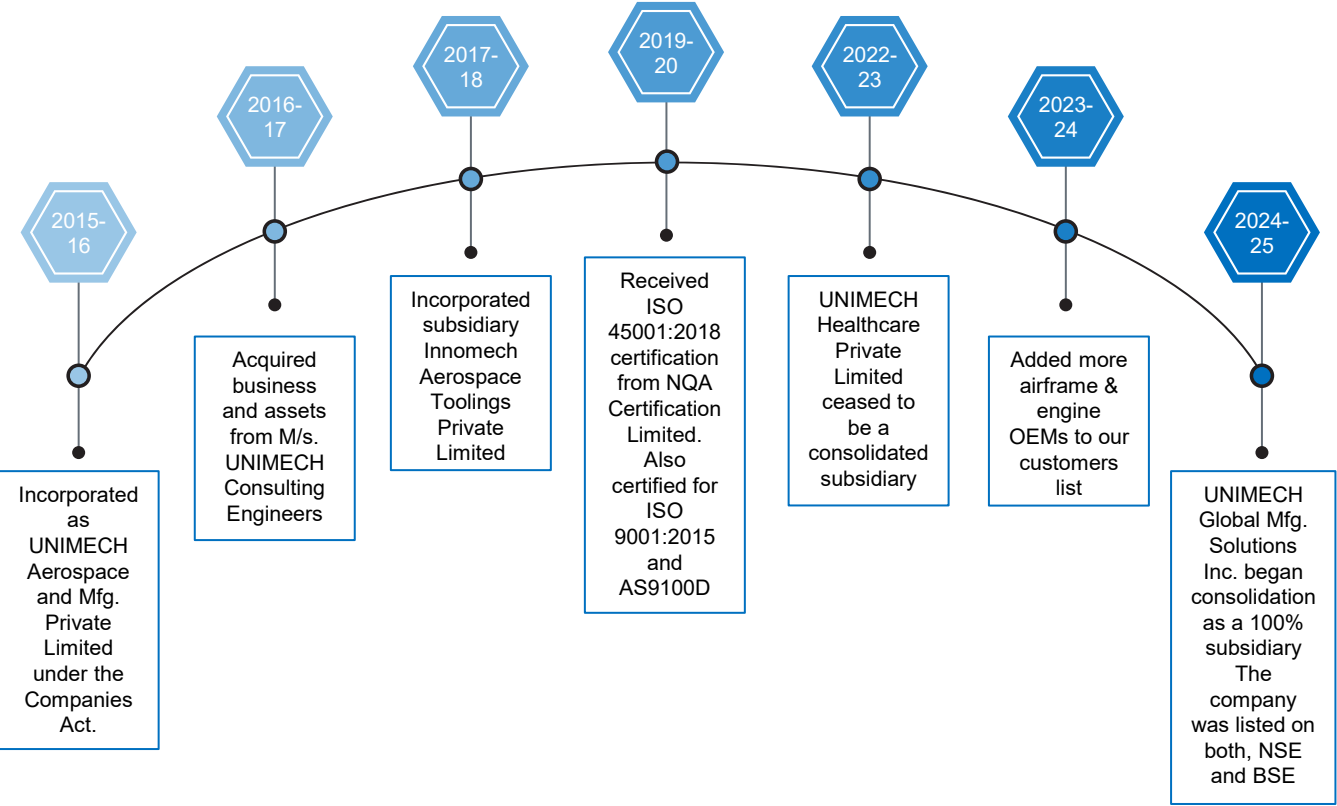 2015-
16
Incorporated
as
UNIMECH
Aerospace
and Mfg.
Private
Limited
under the
Companies
Act.
2016-
17
Acquired
business
and assets
from M/s.
UNIMECH
Consulting
Engineers
2017-
18
Incorporated
subsidiary
Innomech
Aerospace
Toolings
Private
Limited
2019-
20
Received
ISO
45001:2018
certification
from NQA
Certification
Limited.
Also
certified for
ISO
9001:2015
and
AS9100D
2022-
23
UNIMECH
Healthcare
Private
Limited
ceased to
be a
consolidated
subsidiary
2023-
24
Added more
airframe &
engine
OEMs to our
customers
list
2024-
25
UNIMECH
Global Mfg.
Solutions
Inc. began
consolidation
as a 100%
subsidiary
The
company
was listed on
both, NSE
and BSE